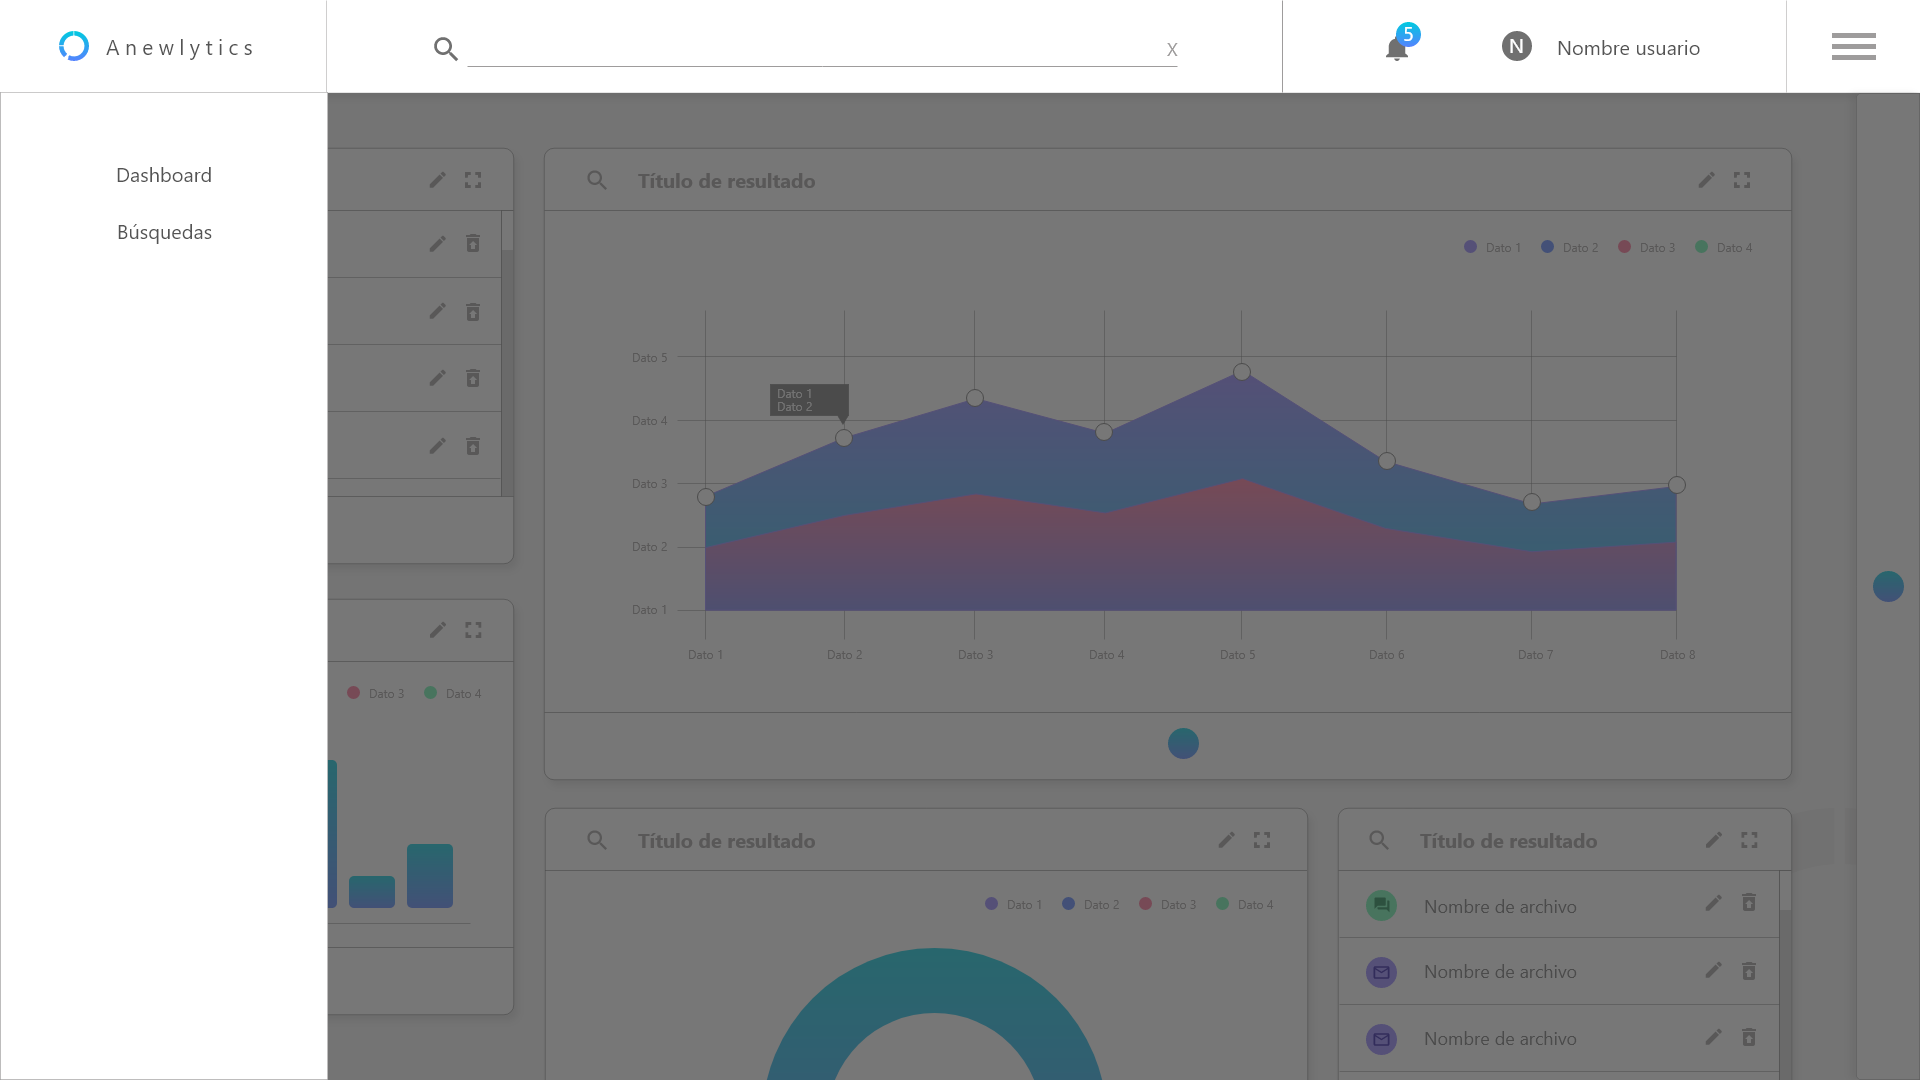 Anewlytics
X
5
N
Nombre usuario
Dashboard
Búsquedas
Título de resultado
Dato 1
Dato 2
Dato 3
Dato 4
Dato 5
Dato 4
Dato 3
Dato 2
Dato 1
Dato 1
Dato 2
Dato 1
Dato 2
Dato 3
Dato 4
Dato 5
Dato 6
Dato 7
Dato 8
Dato 3
Dato 4
Título de resultado
Dato 1
Dato 2
Dato 3
Dato 4
Título de resultado
Nombre de archivo
Nombre de archivo
Nombre de archivo